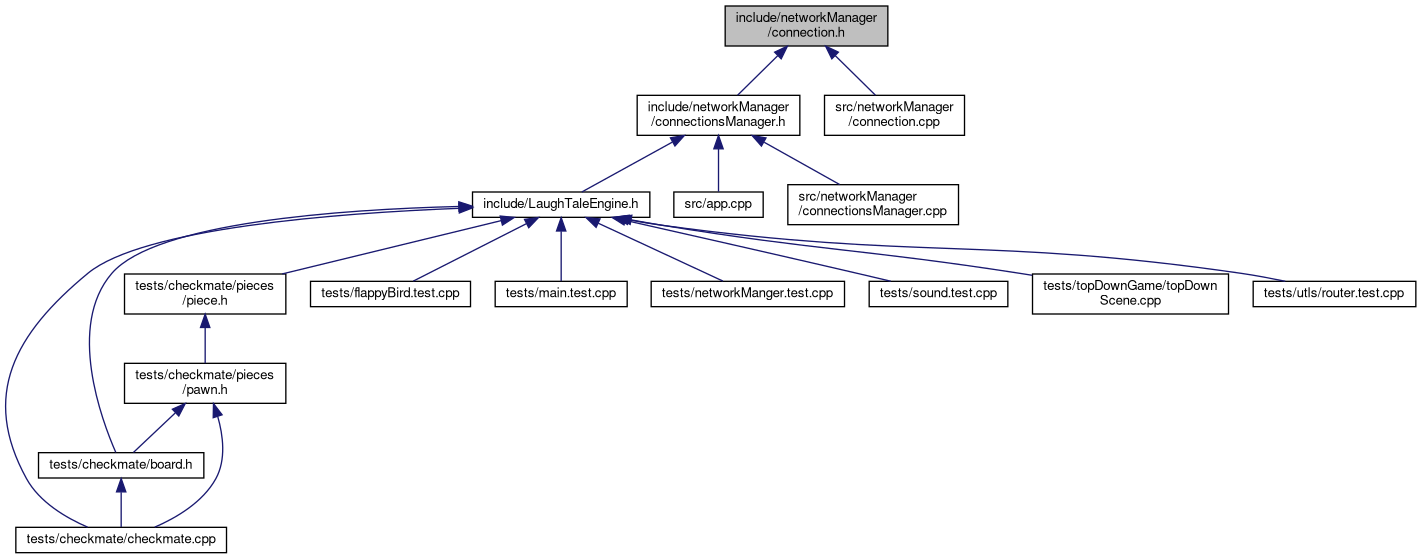 include/networkManager
/connection.h
include/networkManager
/connectionsManager.h
src/networkManager
/connection.cpp
include/LaughTaleEngine.h
src/app.cpp
src/networkManager
/connectionsManager.cpp
tests/checkmate/pieces
/piece.h
tests/flappyBird.test.cpp
tests/main.test.cpp
tests/networkManger.test.cpp
tests/sound.test.cpp
tests/topDownGame/topDown
Scene.cpp
tests/utls/router.test.cpp
tests/checkmate/pieces
/pawn.h
tests/checkmate/board.h
tests/checkmate/checkmate.cpp